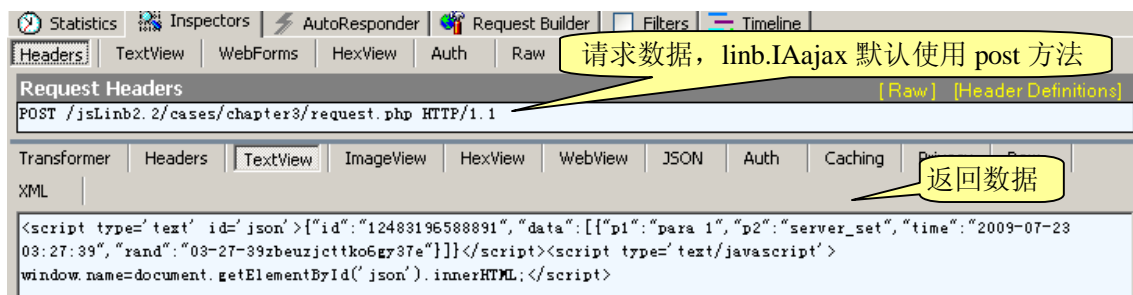 Statistics Inspectors AutoResponder Request Builder Filters Timeline
Headers TextView WebForms HexView Auth Raw
请求数据，linb.IAajax 默认使用 post 方法
Request Headers [Raw] [Header Definitions]
POST /jsLinb2.2/cases/chapter3/request.php HTTP/1.1
Transformer Headers TextView ImageView HexView WebView JSON Auth Caching
XML
返回数据
<script type='text' id='json'>{"id":"12483196588891","data":[{"p1":"para 1","p2":"server_set","time":"2009-07-23
03:27:39","rand":"03-27-39zbeuzjcttko6gy37e"}]}</script><script type='text/javascript'>
window.name=document.getElementById('json').innerHTML;</script>